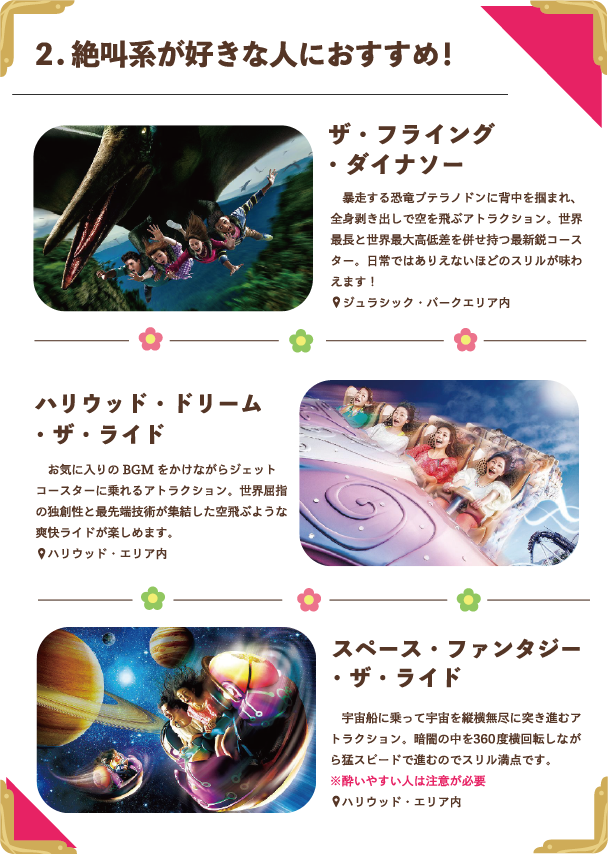 2. 絶叫系が好きな人におすすめ!
ザ・フライング
・ダイナソー
暴走する恐竜プテラノドンに背中を掴まれ、
全身剥き出しで空を飛ぶアトラクション。世界
最長と世界最大高低差を併せ持つ最新鋭コース
ター。日常ではありえないほどのスリルが味わ
えます！
ジュラシック・パークエリア内
ハリウッド・ドリーム
・ザ・ライド
お気に入りの BGM をかけながらジェット
コースターに乗れるアトラクション。世界屈指
の独創性と最先端技術が集結した空飛ぶような
爽快ライドが楽しめます。
ハリウッド・エリア内
スペース・ファンタジー
・ザ・ライド
宇宙船に乗って宇宙を縦横無尽に突き進むア
トラクション。暗闇の中を360度横回転しなが
ら猛スピードで進むのでスリル満点です。
※酔いやすい人は注意が必要
ハリウッド・エリア内